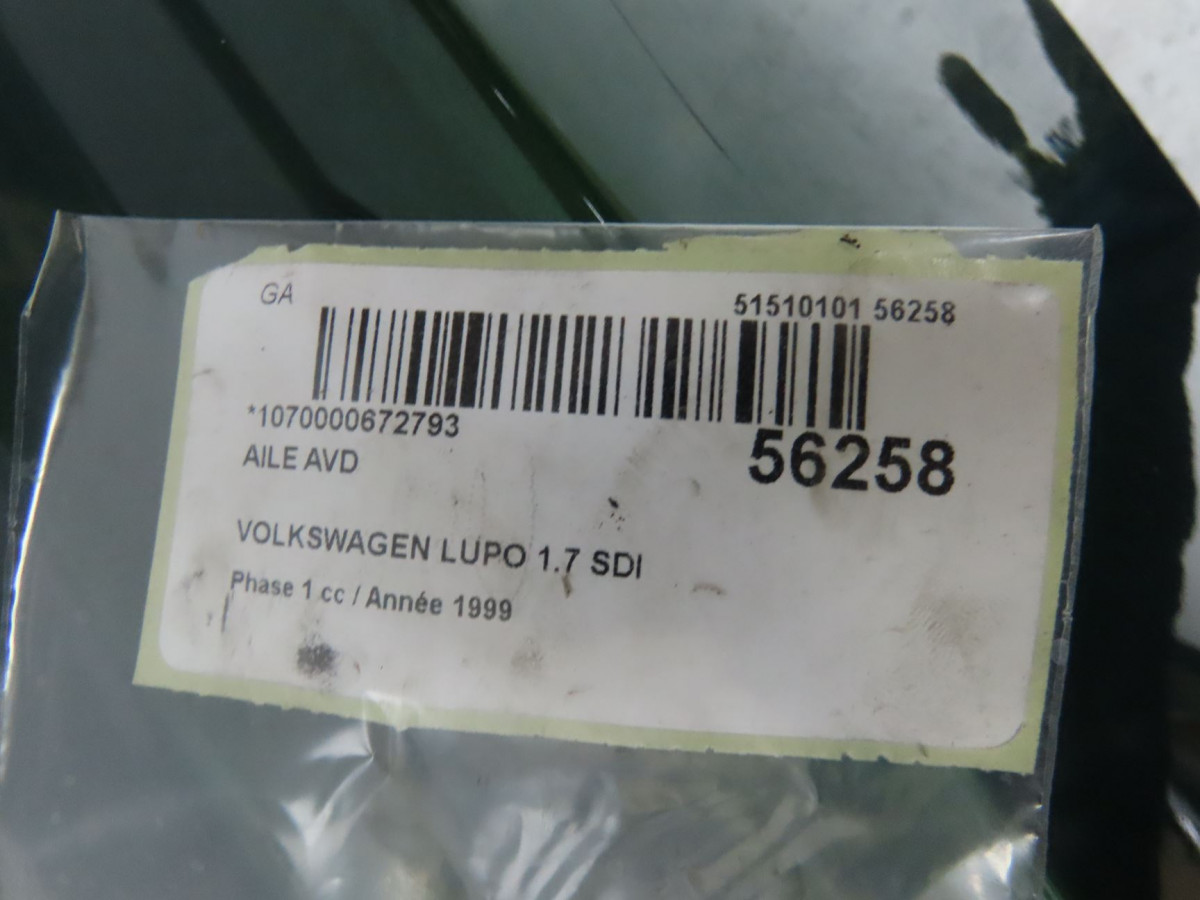 GA
51510101 56258
*1070000672793
56258
AILE AVD
VOLKSWAGEN LUPO 1.7 SDI
Phase 1 cc / Année 1999